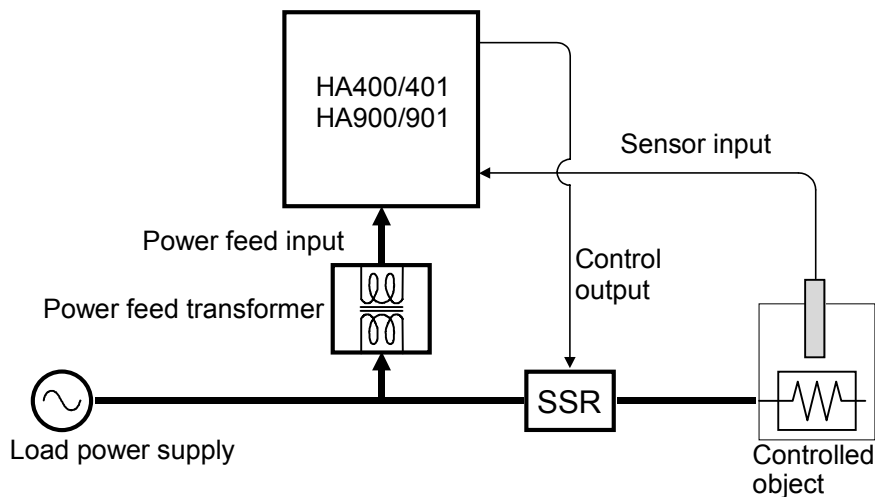 HA400/401
HA900/901
Sensor input
Power feed input
Control
output
Power feed transformer
SSR
Load power supply
Controlled
object